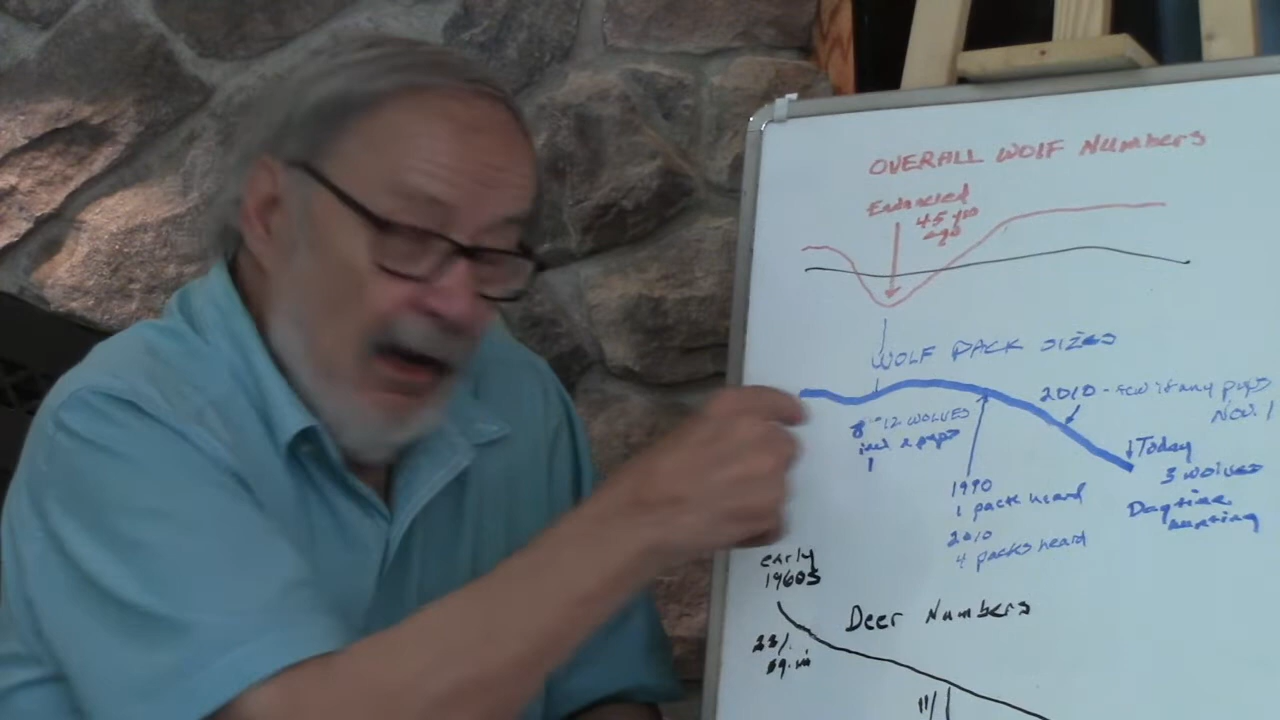 OVERALL WOLF NUMBERS
Endangered
45 yrs
ago
WOLF PACK SIZES
2010 - few if any pups
NOV. 1
8-12 WOLVES
incl 2 pups
↓Today
3 wolves
Daytime
hunting
1990
1 pack heard
2010
4 packs heard
early
1960s
Deer Numbers
sq. mi
11/